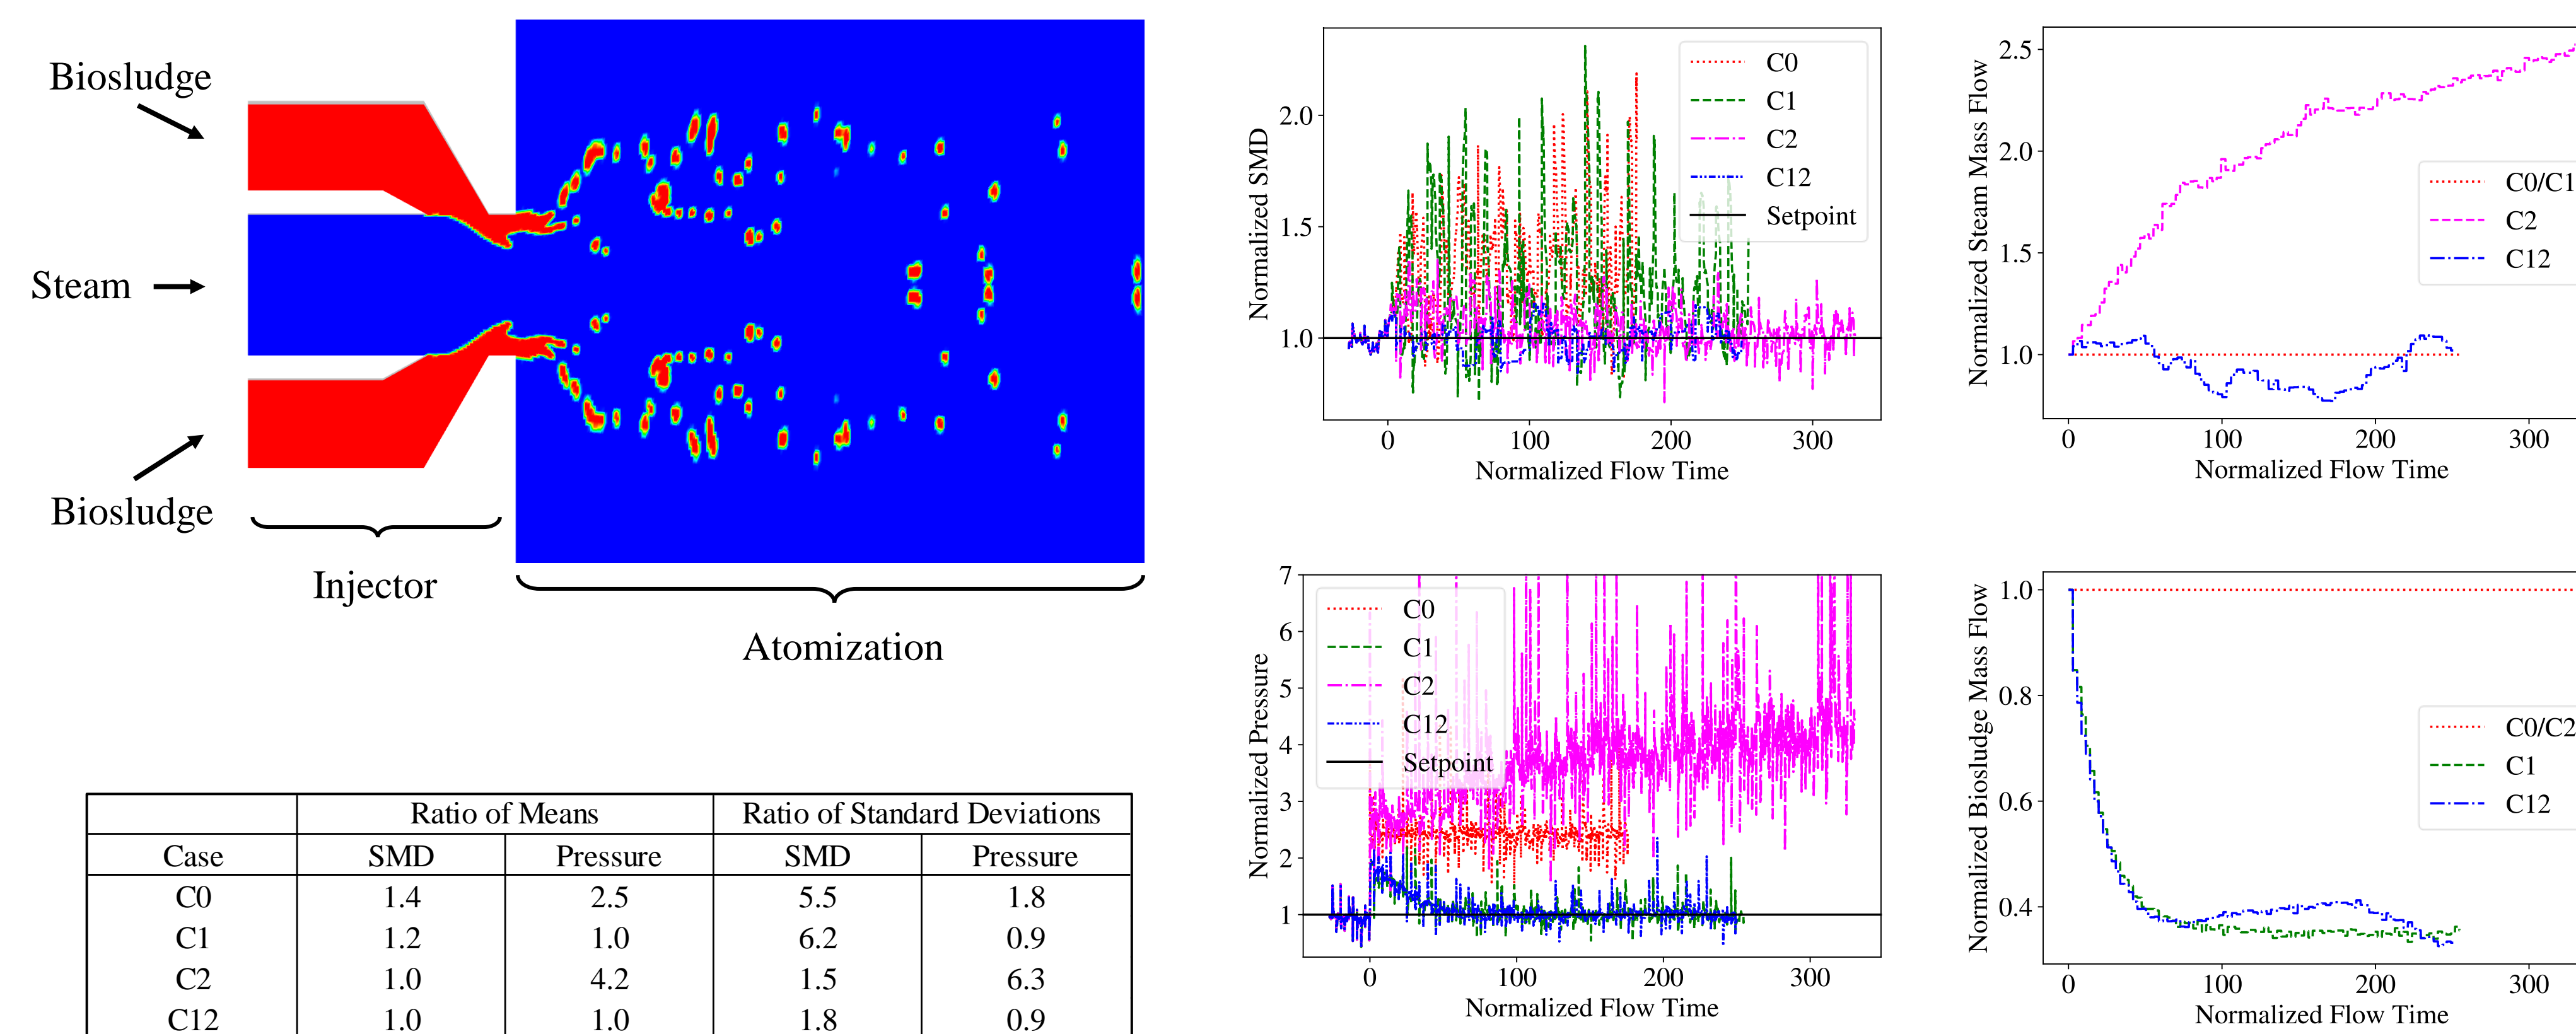 Biosludge
Steam
Biosludge
Injector
Atomization
Ratio of Means Ratio of Standard Deviations
Case SMD Pressure SMD Pressure
C0 1.4 2.5 5.5 1.8
C1 1.2 1.0 6.2 0.9
C2 1.0 4.2 1.5 6.3
C12 1.0 1.0 1.8 0.9
Normalized SMD
2.0
1.5
1.0
C0
C1
C2
C12
Setpoint
0 100 200 300
Normalized Flow Time
Normalized Steam Mass Flow
2.5
2.0
1.5
1.0
C0/C1
C2
C12
0 100 200 300
Normalized Flow Time
Normalized Pressure
7
6
5
4
3
2
1
C0
C1
C2
C12
Setpoint
0 100 200 300
Normalized Flow Time
Normalized Biosludge Mass Flow
1.0
0.8
0.6
0.4
C0/C2
C1
C12
0 100 200 300
Normalized Flow Time